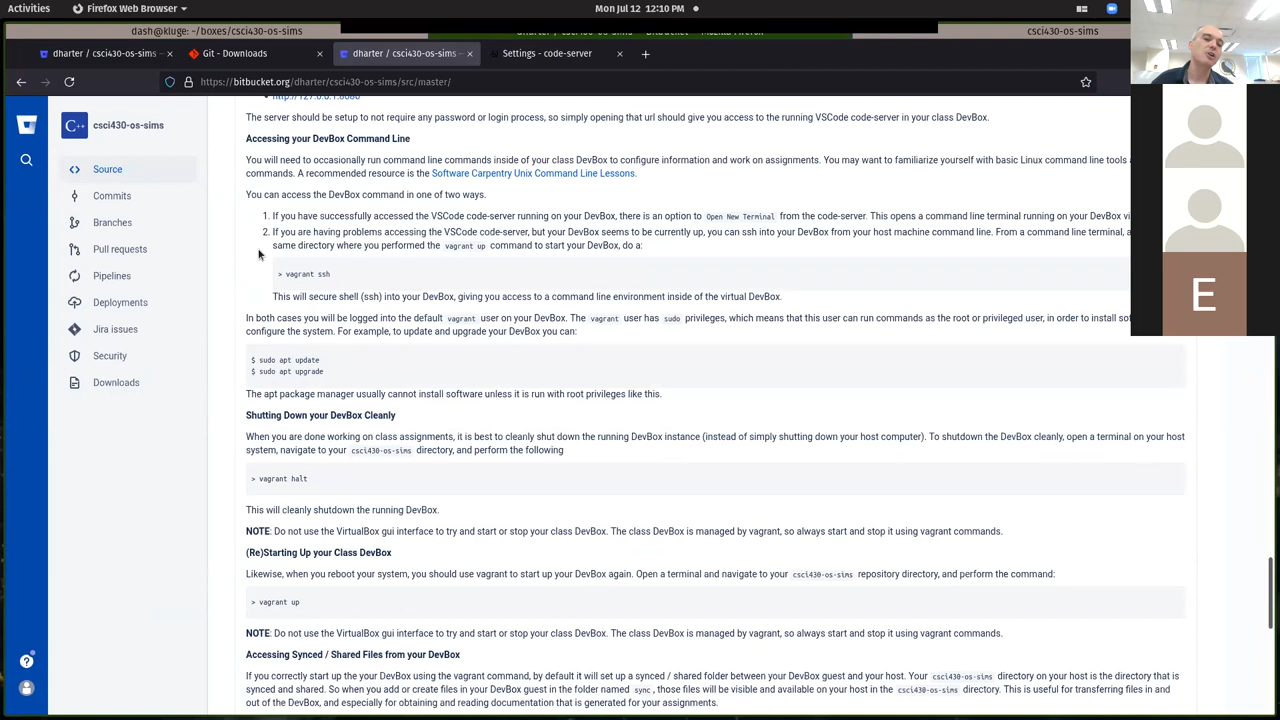 Activities
Firefox Web Browser
Mon Jul 12 12:10 PM
dash@kluge: ~/boxes/csci430-os-sims
csci430-os-sims
dharter / csci430-os-sims —
Git - Downloads
dharter / csci430-os-sims —
Settings - code-server
https://bitbucket.org/dharter/csci430-os-sims/src/master/
C++
csci430-os-sims
Source
Commits
Branches
Pull requests
Pipelines
Deployments
Jira issues
Security
Downloads
http://127.0.0.1:8080
The server should be setup to not require any password or login process, so simply opening that url should give you access to the running VSCode code-server in your class DevBox.
Accessing your DevBox Command Line
You will need to occasionally run command line commands inside of your class DevBox to configure information and work on assignments. You may want to familiarize yourself with basic Linux command line tools
commands. A recommended resource is the Software Carpentry Unix Command Line Lessons.
You can access the DevBox command in one of two ways.
1. If you have successfully accessed the VSCode code-server running on your DevBox, there is an option to Open New Terminal from the code-server. This opens a command line terminal running on your DevBox
2. If you are having problems accessing the VSCode code-server, but your DevBox seems to be currently up, you can ssh into your DevBox from your host machine command line. From a command line terminal,
same directory where you performed the vagrant up command to start your DevBox, do a:
> vagrant ssh
This will secure shell (ssh) into your DevBox, giving you access to a command line environment inside of the virtual DevBox.
In both cases you will be logged into the default vagrant user on your DevBox. The vagrant user has sudo privileges, which means that this user can run commands as the root or privileged user, in order to install
configure the system. For example, to update and upgrade your DevBox you can:
$ sudo apt update
$ sudo apt upgrade
The apt package manager usually cannot install software unless it is run with root privileges like this.
Shutting Down your DevBox Cleanly
When you are done working on class assignments, it is best to cleanly shut down the running DevBox instance (instead of simply shutting down your host computer). To shutdown the DevBox cleanly, open a terminal on your host
system, navigate to your csci430-os-sims directory, and perform the following
> vagrant halt
This will cleanly shutdown the running DevBox.
NOTE: Do not use the VirtualBox gui interface to try and start or stop your class DevBox. The class DevBox is managed by vagrant, so always start and stop it using vagrant commands.
(Re)Starting Up your Class DevBox
Likewise, when you reboot your system, you should use vagrant to start up your DevBox again. Open a terminal and navigate to your csci430-os-sims repository directory, and perform the command:
> vagrant up
NOTE: Do not use the VirtualBox gui interface to try and start or stop your class DevBox. The class DevBox is managed by vagrant, so always start and stop it using vagrant commands.
Accessing Synced / Shared Files from your DevBox
If you correctly start up the your DevBox using the vagrant command, by default it will set up a synced / shared folder between your DevBox guest and your host. Your csci430-os-sims directory on your host is the directory that is
synced and shared. So when you add or create files in your DevBox guest in the folder named sync, those files will be visible and available on your host in the csci430-os-sims directory. This is useful for transferring files in and
out of the DevBox, and especially for obtaining and reading documentation that is generated for your assignments.
E